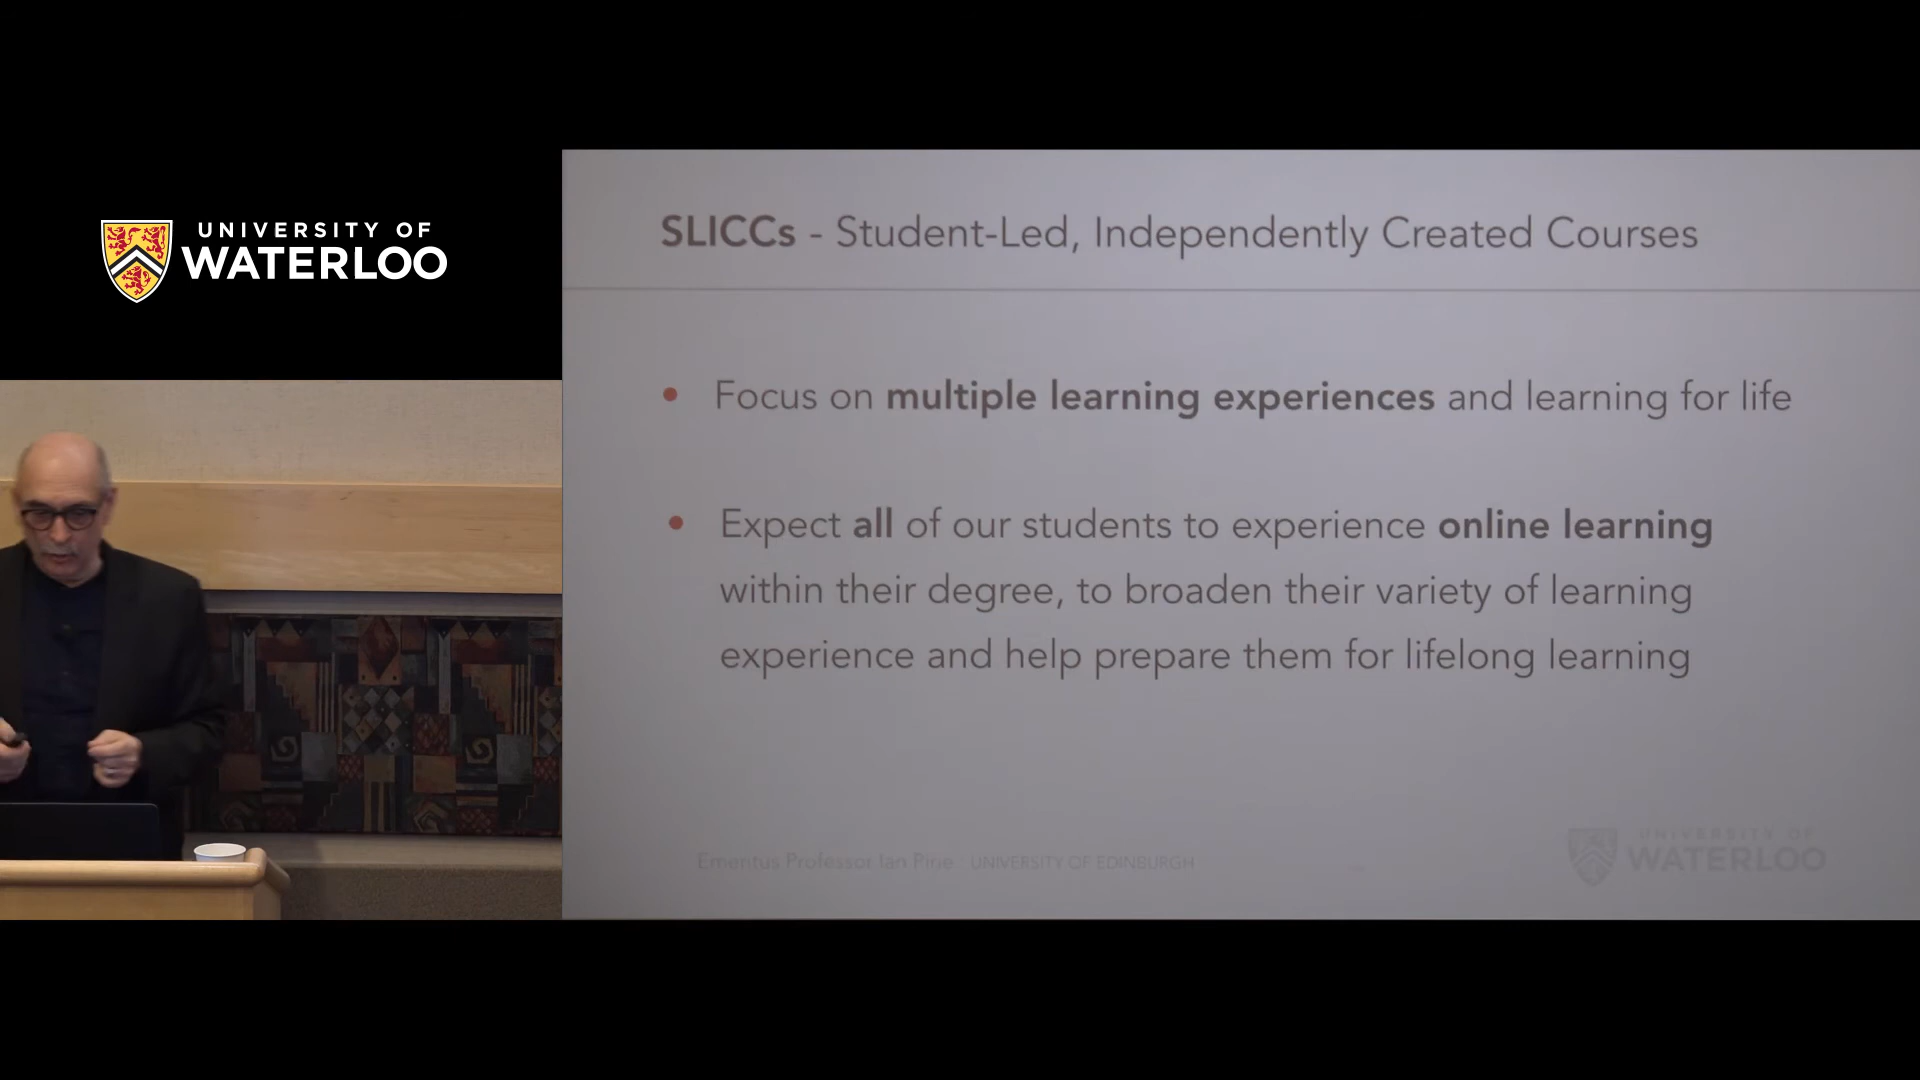 UNIVERSITY OF
WATERLOO
SLICCs - Student-Led, Independently Created Courses
• Focus on multiple learning experiences and learning for life
• Expect all of our students to experience online learning
within their degree, to broaden their variety of learning
experience and help prepare them for lifelong learning
Emeritus Professor Ian Pirie UNIVERSITY OF EDINBURGH
UNIVERSITY OF
WATERLOO